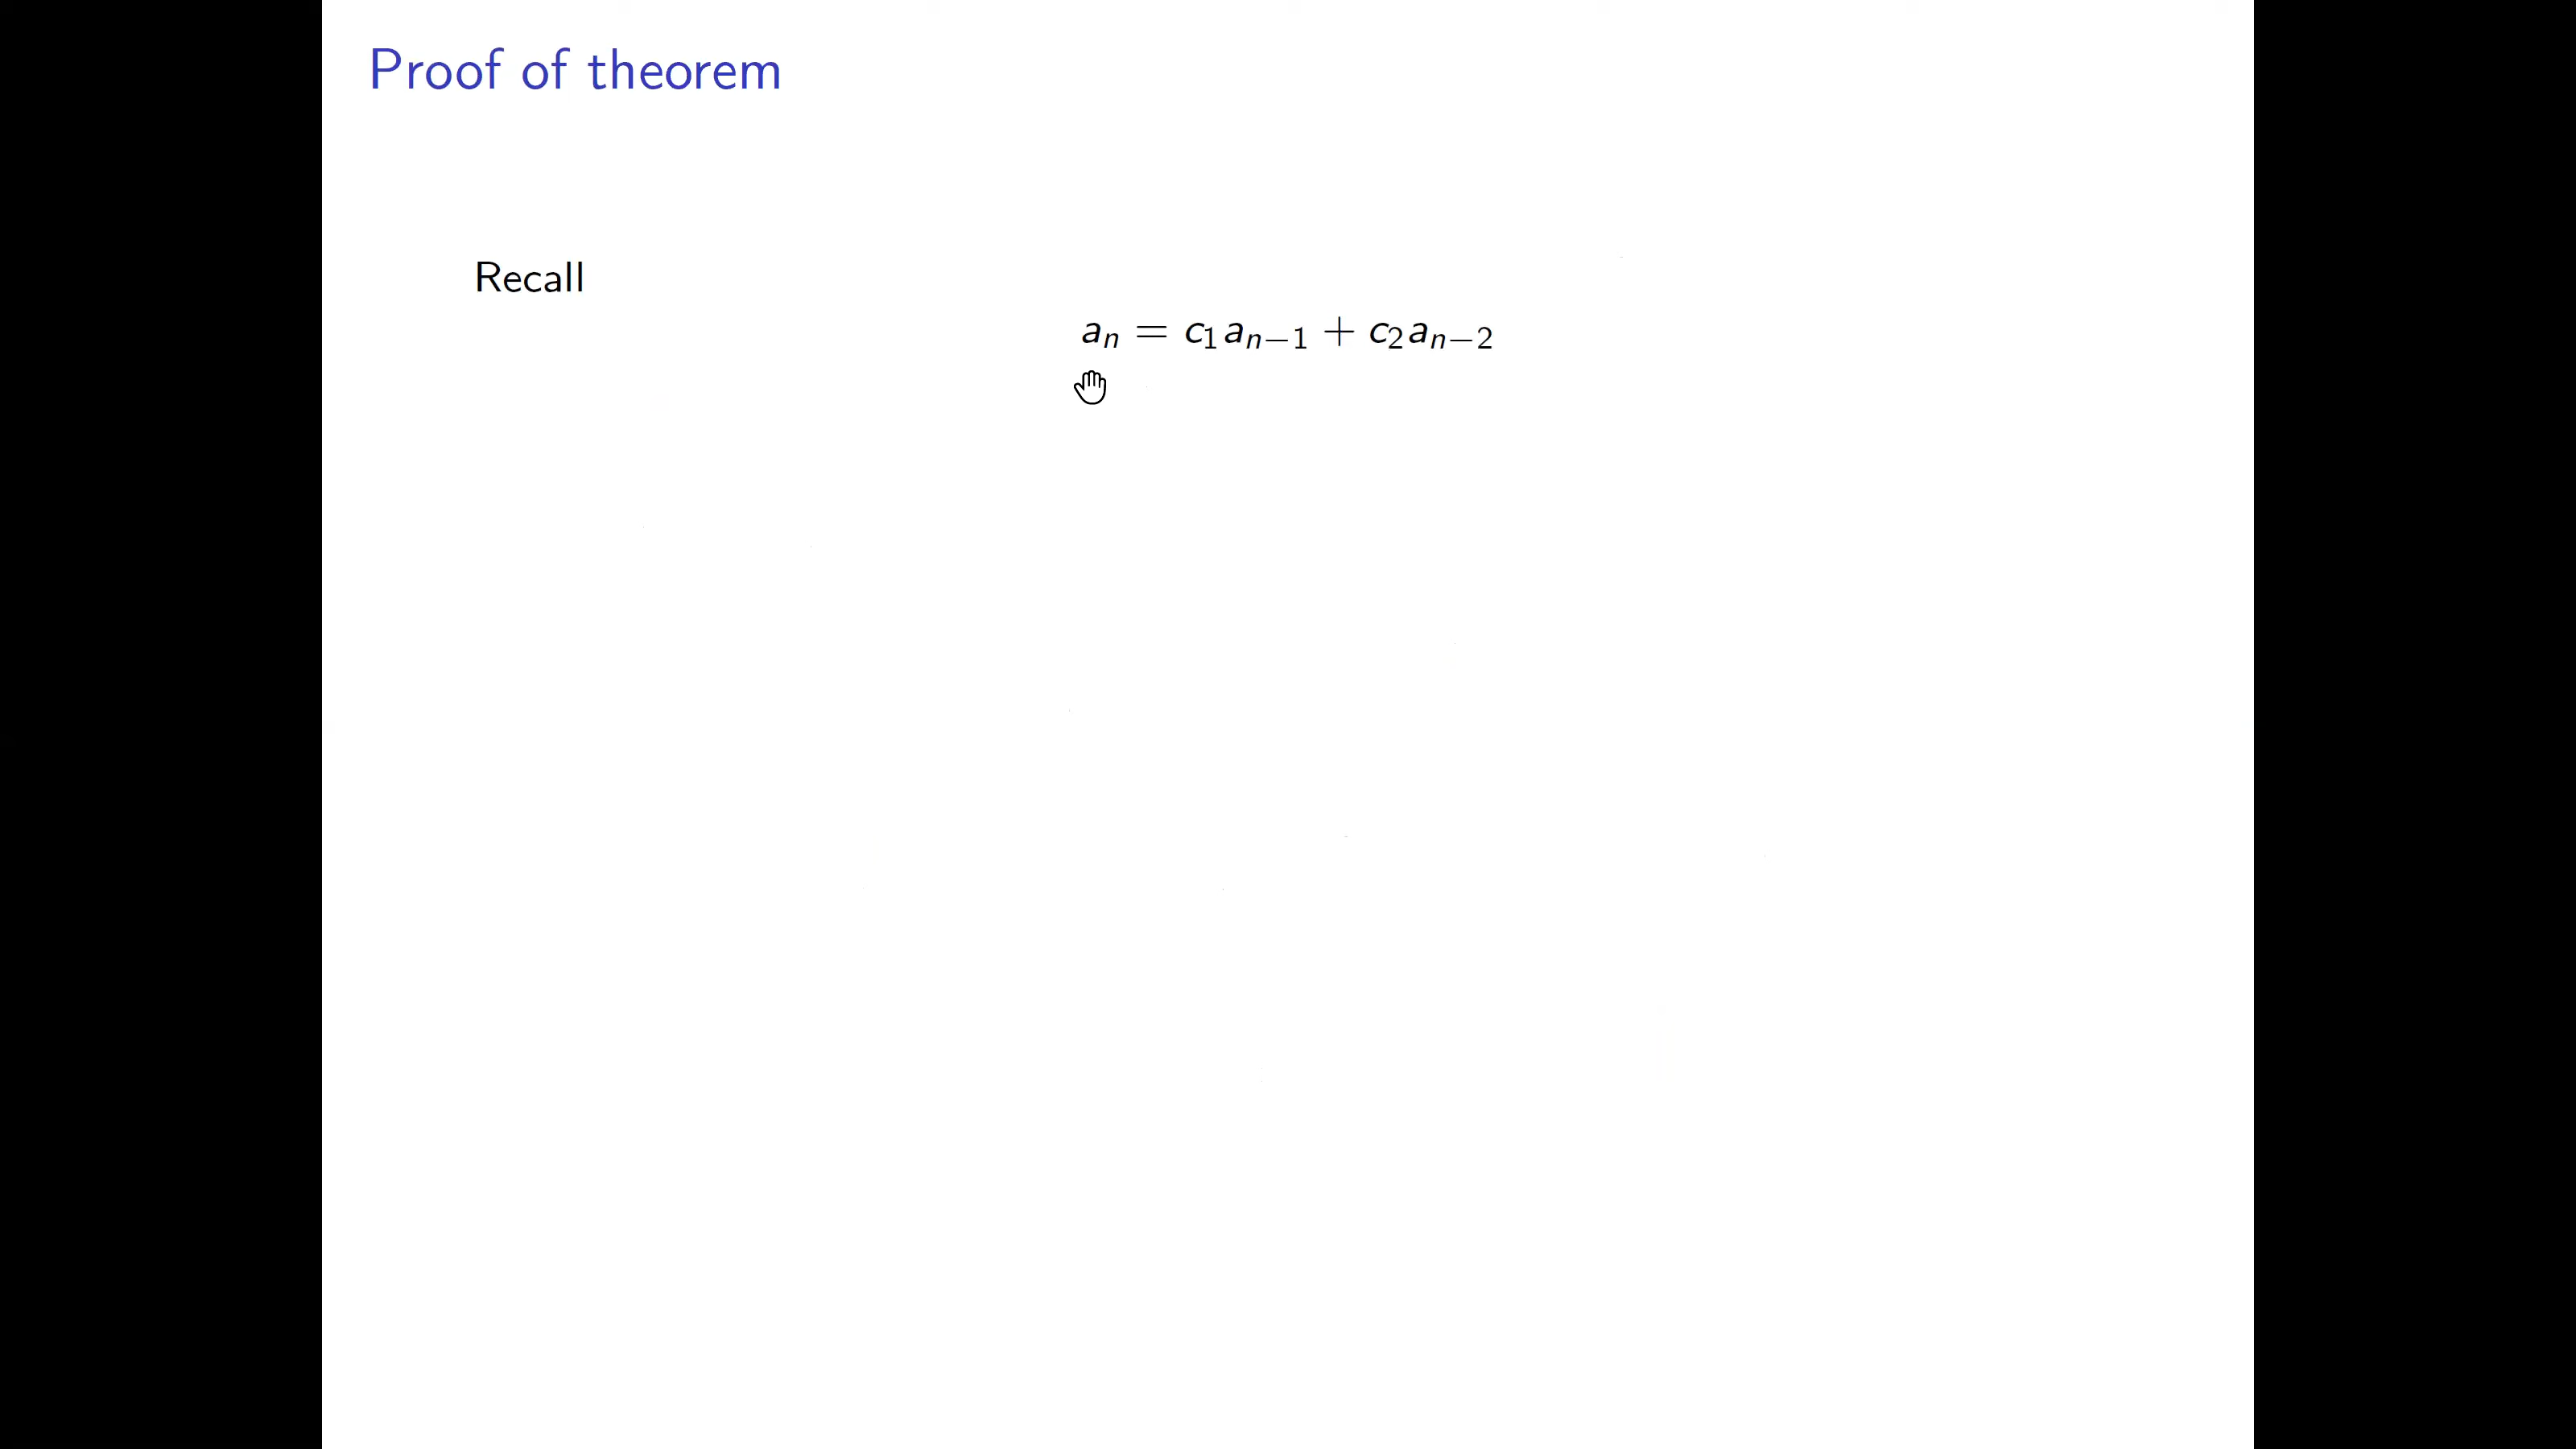 Proof of theorem
Recall
aₙ = c₁aₙ₋₁ + c₂aₙ₋₂